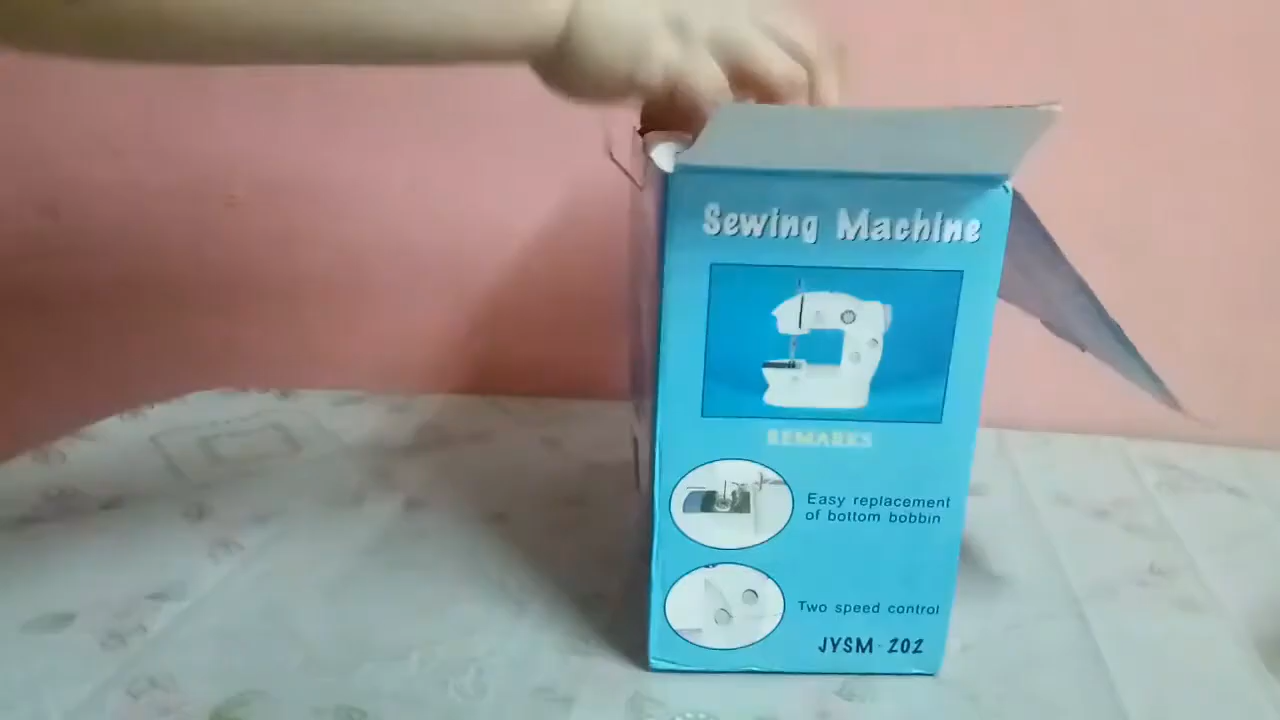 Sewing Machine
REMARKS
Easy replacement
of bottom bobbin
Two speed control
JYSM-202